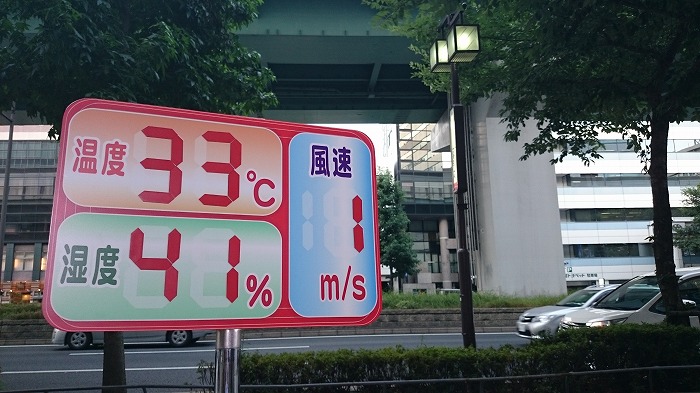 温度 33℃
湿度 41%
風速
1
m/s